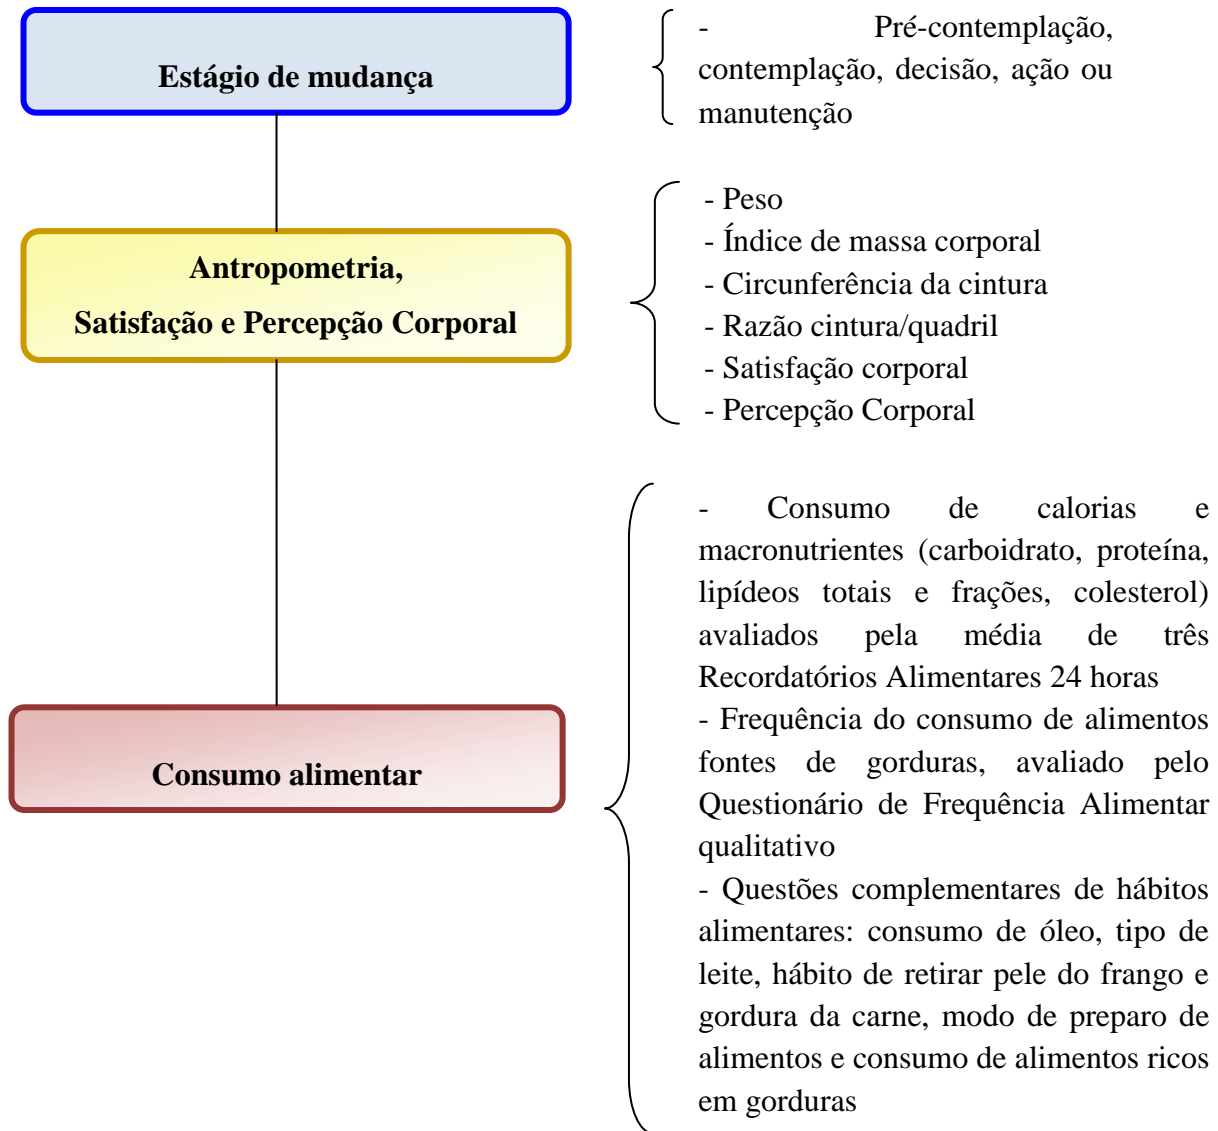 Estágio de mudança
- Pré-contemplação,
contemplação, decisão, ação ou
manutenção
Antropometria,
Satisfação e Percepção Corporal
- Peso
- Índice de massa corporal
- Circunferência da cintura
- Razão cintura/quadril
- Satisfação corporal
- Percepção Corporal
Consumo alimentar
- Consumo de calorias e
macronutrientes (carboidrato, proteína,
lipídeos totais e frações, colesterol)
avaliados pela média de três
Recordatórios Alimentares 24 horas
- Frequência do consumo de alimentos
fontes de gorduras, avaliado pelo
Questionário de Frequência Alimentar
qualitativo
- Questões complementares de hábitos
alimentares: consumo de óleo, tipo de
leite, hábito de retirar pele do frango e
gordura da carne, modo de preparo de
alimentos e consumo de alimentos ricos
em gorduras